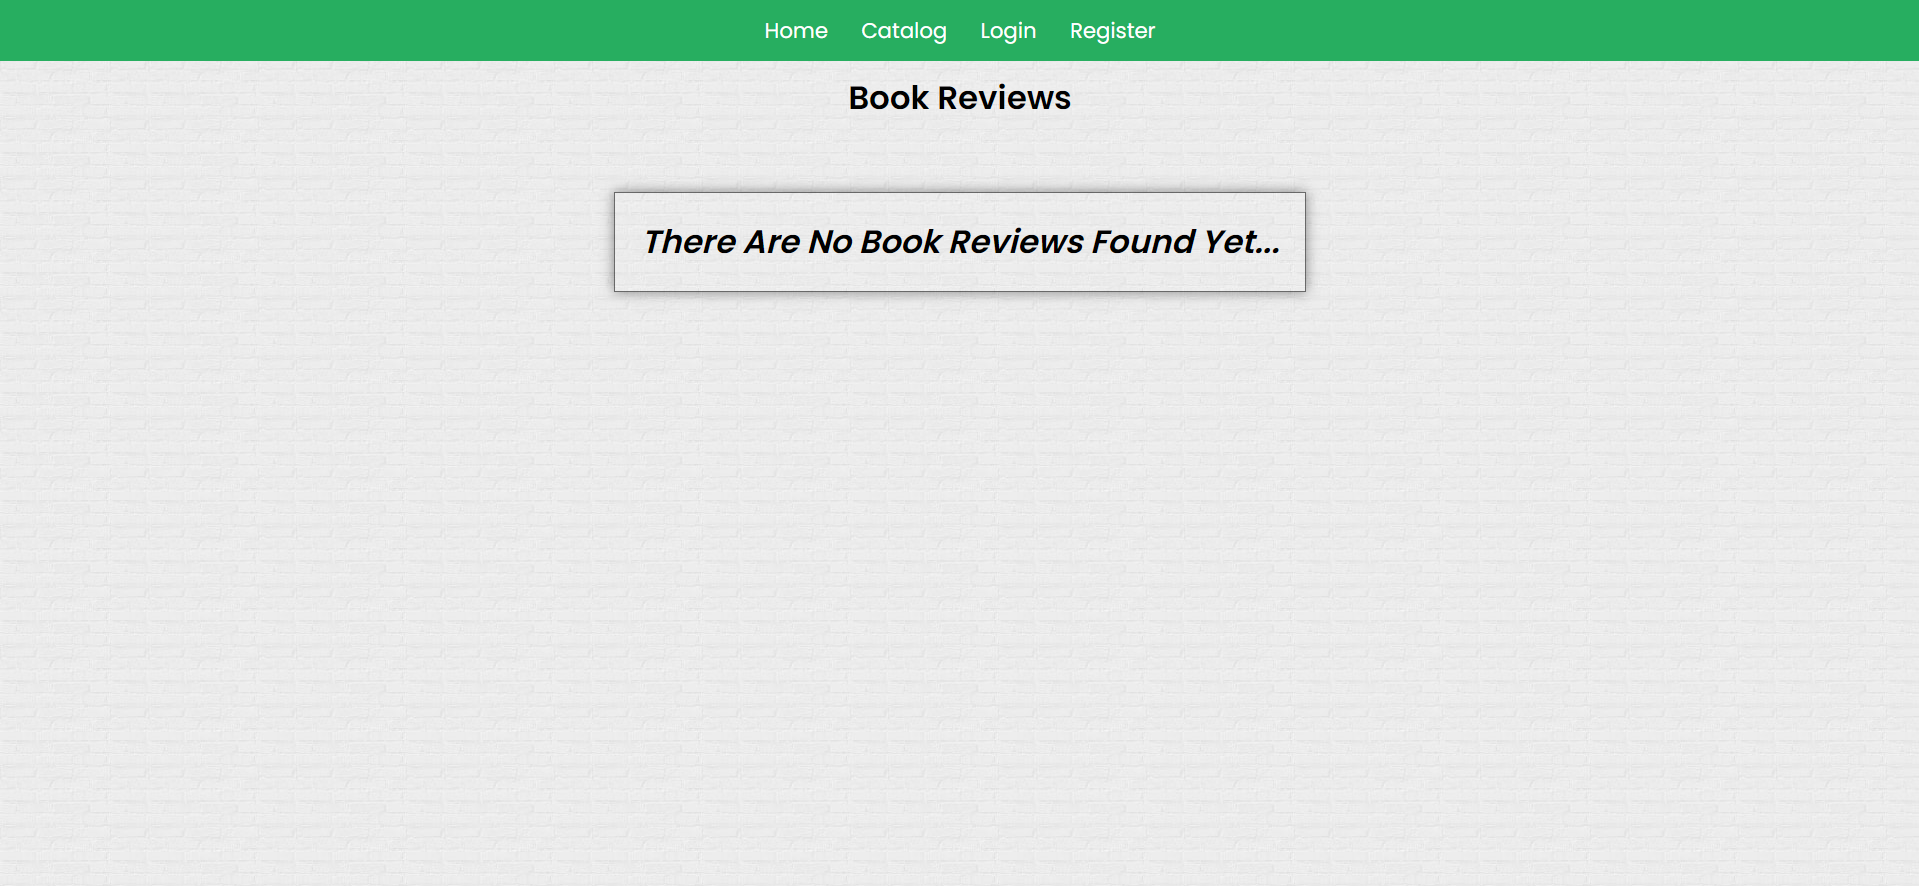 Home Catalog Login Register
Book Reviews
There Are No Book Reviews Found Yet...